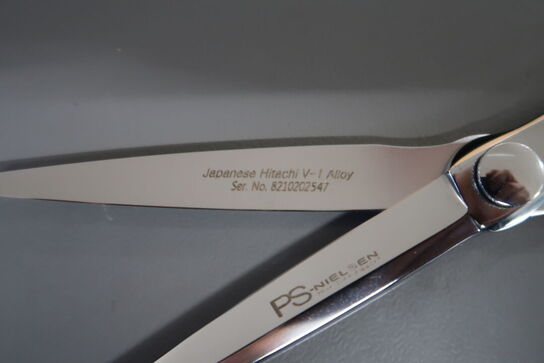 Japanese Hitachi V-1 Alloy
Ser. No. 8210202547
PS-NIELSEN